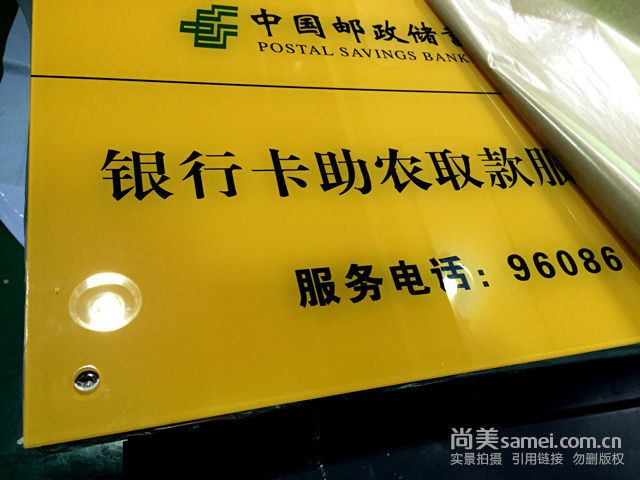 中国邮政储
POSTAL SAVINGS BANK
银行卡助农取款服
服务电话：96086
尚美samei.com.cn
实景拍摄 引用链接 勿删版权